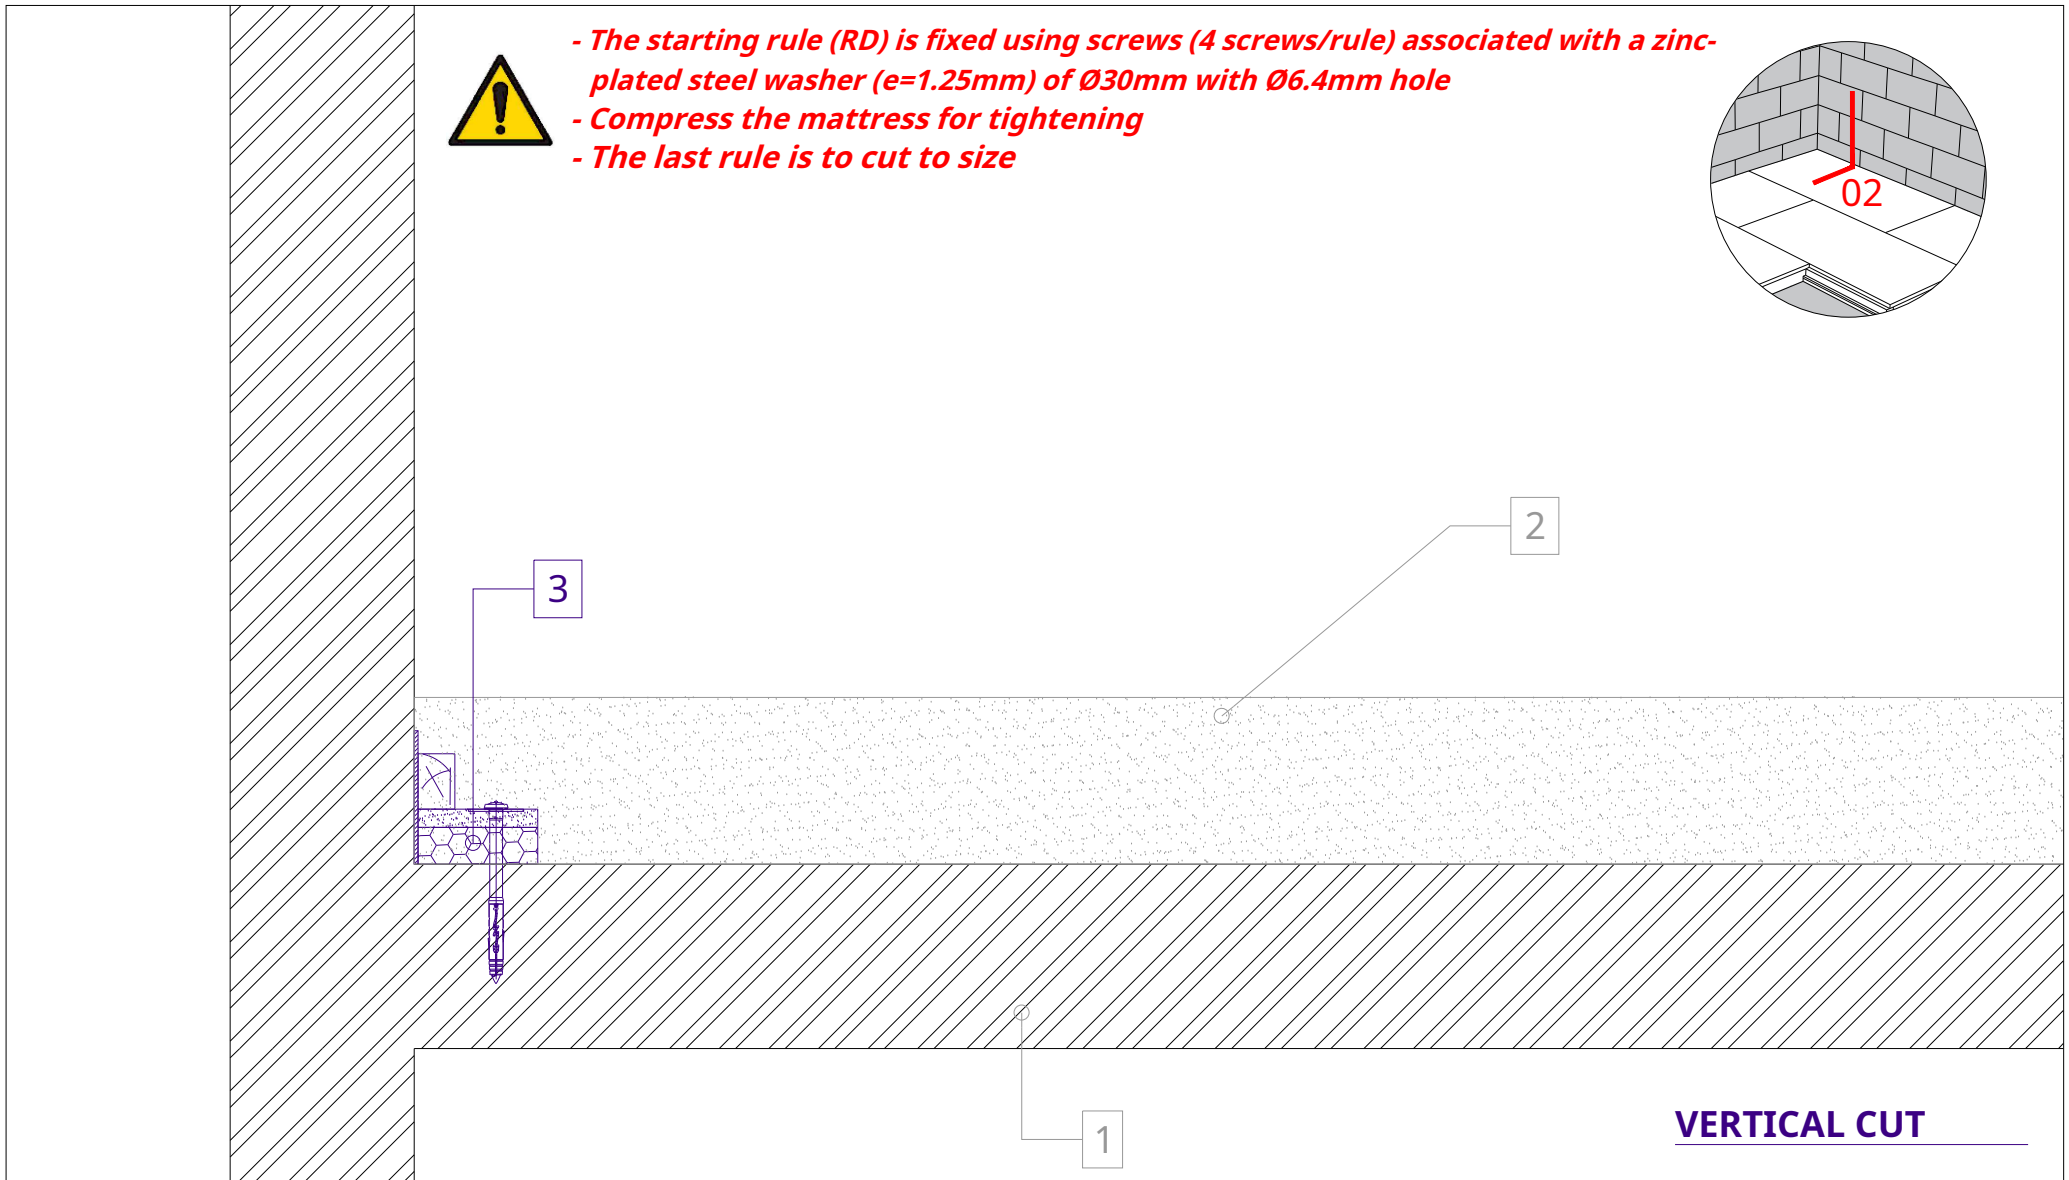 - The starting rule (RD) is fixed using screws (4 screws/rule) associated with a zinc-
plated steel washer (e=1.25mm) of Ø30mm with Ø6.4mm hole
- Compress the mattress for tightening
- The last rule is to cut to size
02
2
3
1
VERTICAL CUT